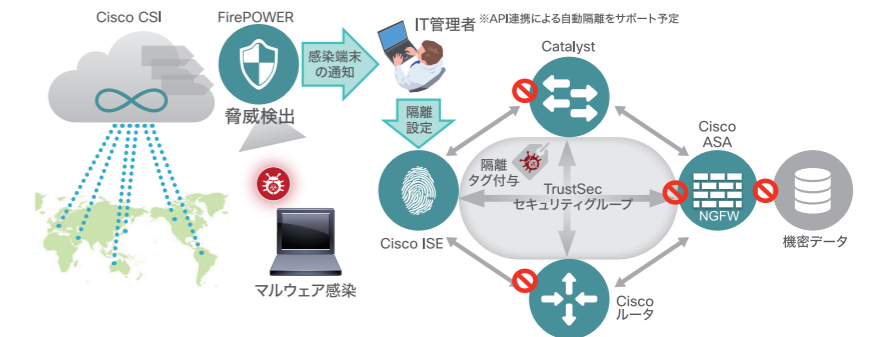 Cisco CSI
FirePOWER
脅威検出
感染端末
の通知
IT管理者
※API連携による自動隔離をサポート予定
隔離
設定
マルウェア感染
Cisco ISE
Catalyst
隔離
タグ付与
TrustSec
セキュリティグループ
Cisco
ASA
NGFW
機密データ
Cisco
ルータ